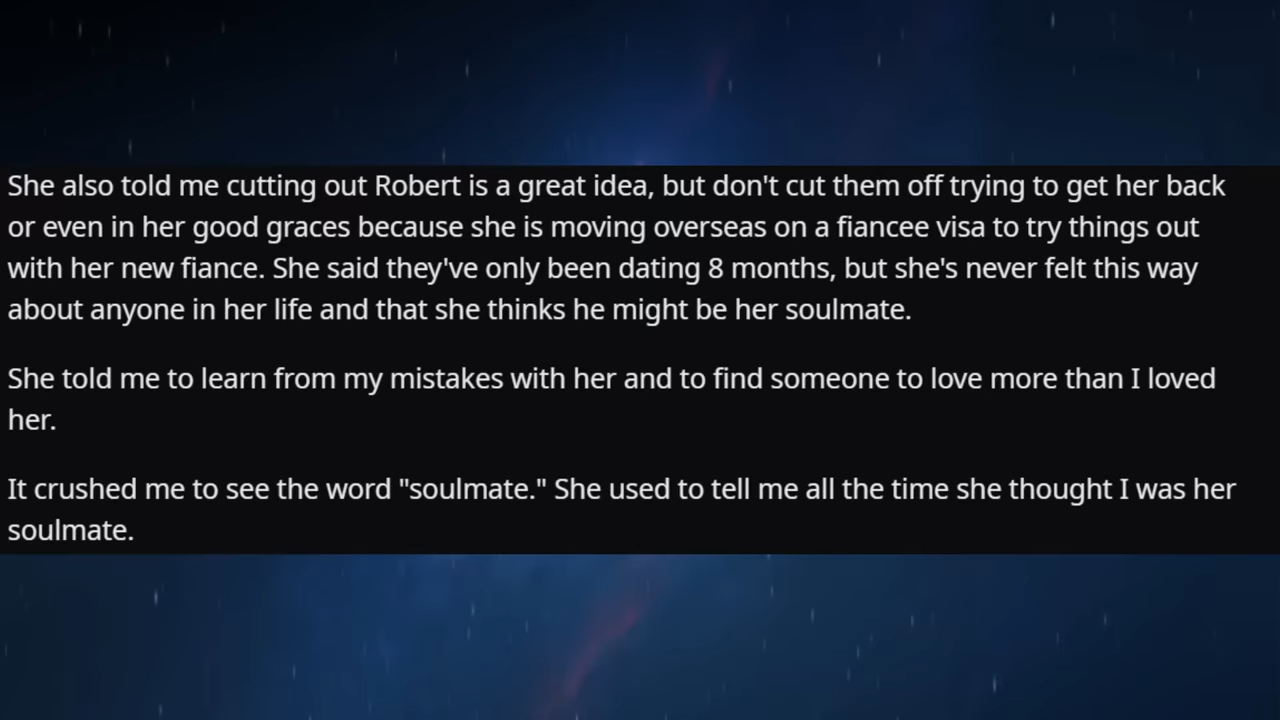 She also told me cutting out Robert is a great idea, but don't cut them off trying to get her back
or even in her good graces because she is moving overseas on a fiancee visa to try things out
with her new fiance. She said they've only been dating 8 months, but she's never felt this way
about anyone in her life and that she thinks he might be her soulmate.
She told me to learn from my mistakes with her and to find someone to love more than I loved
her.
It crushed me to see the word "soulmate." She used to tell me all the time she thought I was her
soulmate.